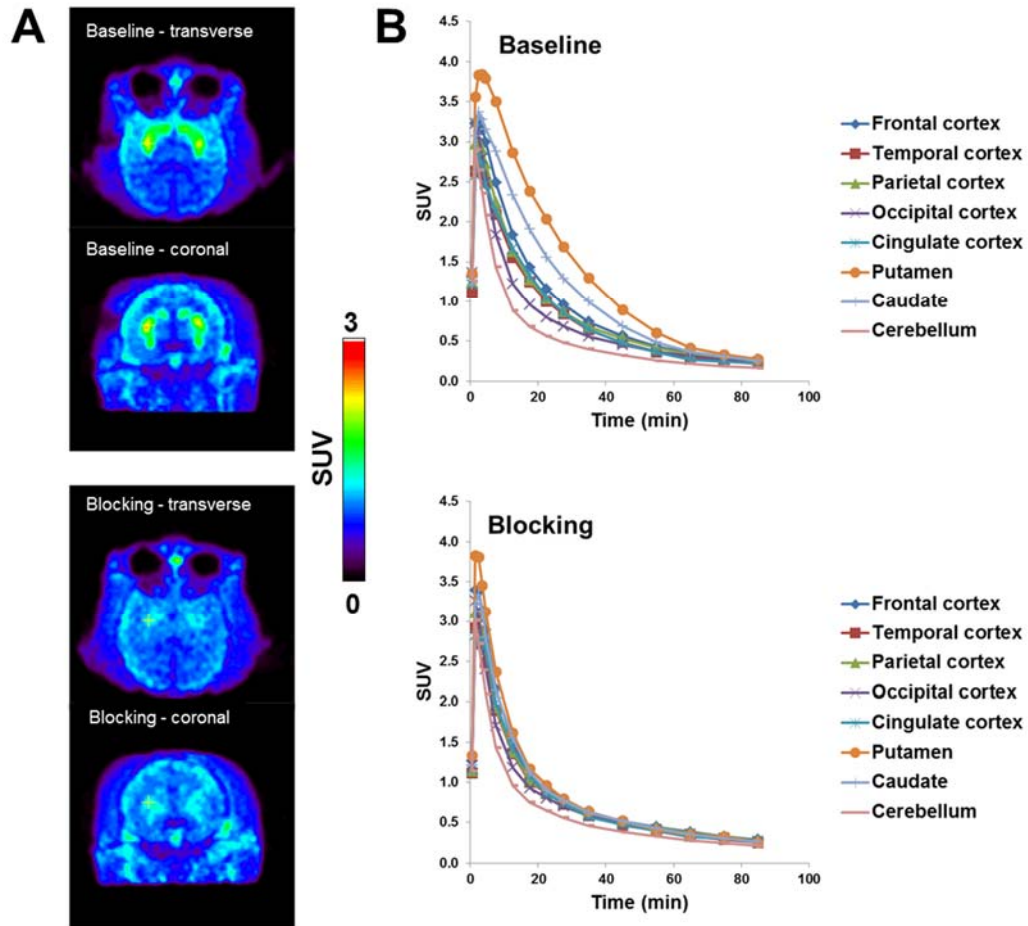 A
Baseline - transverse
Baseline - coronal
Blocking - transverse
Blocking - coronal
SUV
3
0
B
Baseline
4.5
4.0
3.5
3.0
2.5
2.0
1.5
1.0
0.5
0.0
SUV
0 20 40 60 80 100
Time (min)
Frontal cortex
Temporal cortex
Parietal cortex
Occipital cortex
Cingulate cortex
Putamen
Caudate
Cerebellum
Blocking
4.5
4.0
3.5
3.0
2.5
2.0
1.5
1.0
0.5
0.0
SUV
0 20 40 60 80 100
Time (min)
Frontal cortex
Temporal cortex
Parietal cortex
Occipital cortex
Cingulate cortex
Putamen
Caudate
Cerebellum